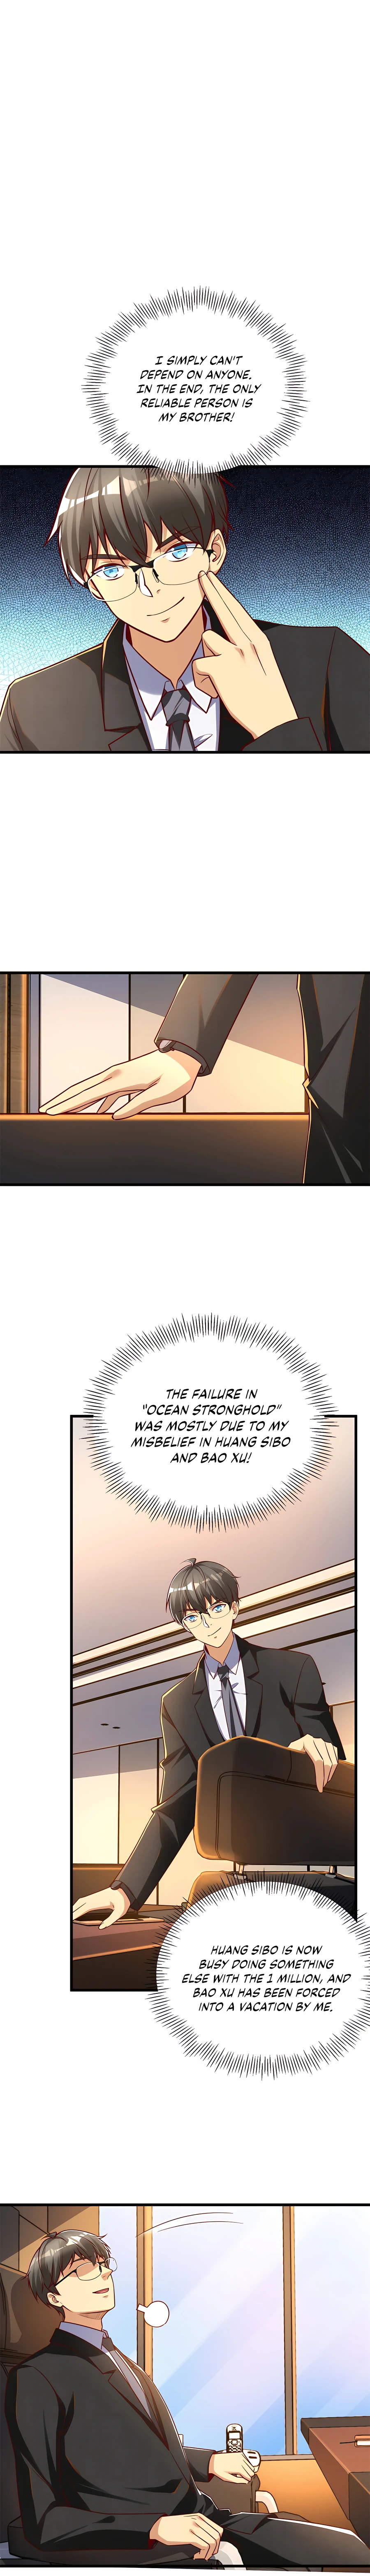 I SIMPLY CAN'T
DEPEND ON ANYONE.
IN THE END, THE ONLY
RELIABLE PERSON IS
MY BROTHER!
THE FAILURE IN
"OCEAN STRONGHOLD"
WAS MOSTLY DUE TO MY
MISBELIEF IN HUANG SIBO
AND BAO XU!
HUANG SIBO IS NOW
BUSY DOING SOMETHING
ELSE WITH THE 1 MILLION, AND
BAO XU HAS BEEN FORCED
INTO A VACATION BY ME.